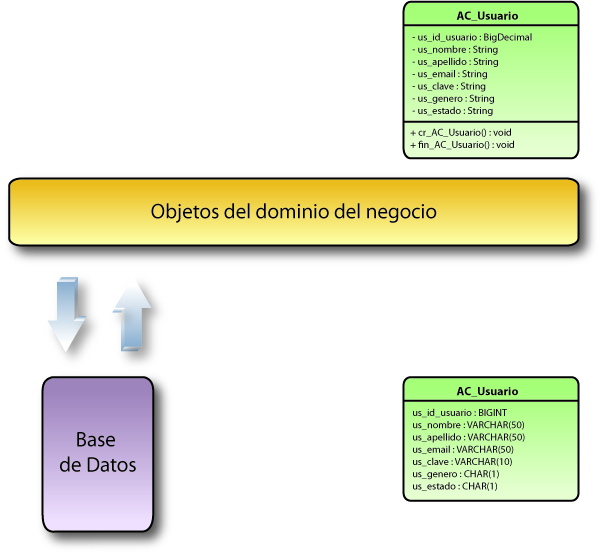 AC_Usuario
- us_id_usuario : BigDecimal
- us_nombre : String
- us_apellido : String
- us_email : String
- us_clave : String
- us_genero : String
- us_estado : String
+ cr_AC_Usuario() : void
+ fin_AC_Usuario() : void
Objetos del dominio del negocio
Base
de Datos
AC_Usuario
us_id_usuario : BIGINT
us_nombre : VARCHAR(50)
us_apellido : VARCHAR(50)
us_email : VARCHAR(50)
us_clave : VARCHAR(10)
us_genero : CHAR(1)
us_estado : CHAR(1)